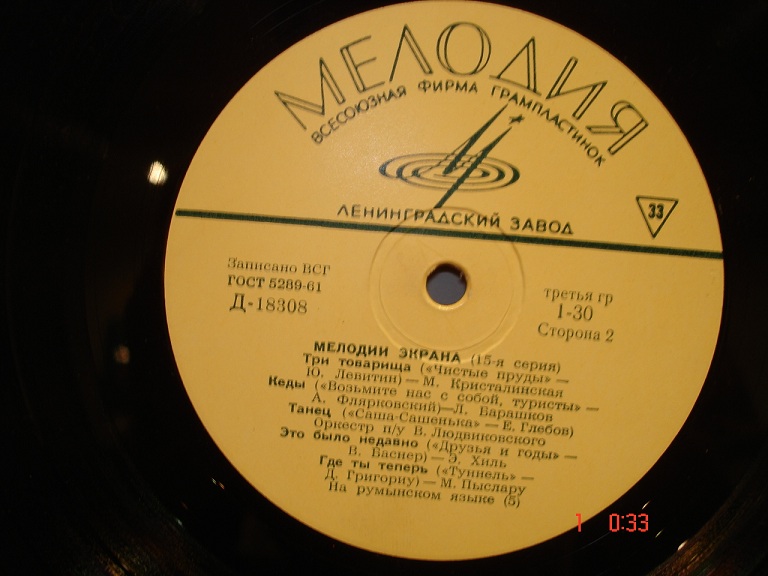 МЕЛОДИЯ
ВСЕСОЮЗНАЯ ФИРМА ГРАМПЛАСТИНОК
ЛЕНИНГРАДСКИЙ ЗАВОД
33
Записано ВСГ
ГОСТ 5289-61
Д-18308
третья гр
1-30
Сторона 2
МЕЛОДИИ ЭКРАНА (15-я серия)
Три товарища («Чистые пруды» —
Ю. Левитин) — М. Кристалинская
Кеды («Возьмите нас с собой, туристы» —
А. Флярковский)—Л. Барашков
Танец («Саша-Сашенька» — Е. Глебов)
Оркестр п/у В. Людвиковского
Это было недавно («Друзья и годы» —
В. Баснер) — Э. Хиль
Где ты теперь («Туннель» —
Д. Григориу) — М. Пыслару
На румынском языке (5)
1 0:33